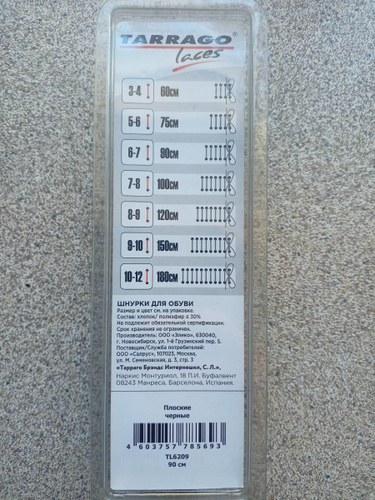 TARRAGO
laces
3-4 60см
5-6 75см
6-7 90см
7-8 100см
8-9 120см
9-10 150см
10-12 180см
ШНУРКИ ДЛЯ ОБУВИ
Размер и цвет см. на упаковке.
Состав: хлопок/ полиэфир ± 30%
Не подлежит обязательной сертификации.
Срок хранения не ограничен.
Производитель: ООО «Элико», 630040,
г. Новосибирск, ул. 1-й Грузинский пер. 5.
Поставщик/Служба потребителей:
ООО «Салрус», 107023, Москва,
ул. М. Семеновская, д. 3, стр. 3
«Тарраго Брэндс Интернешнл, С. Л.»,
Наркис Монтуриол, 18 П.И. Буфалвент
08243 Манреса, Барселона, Испания.
Плоские
черные
4 603757 785693
TL6209
90 см